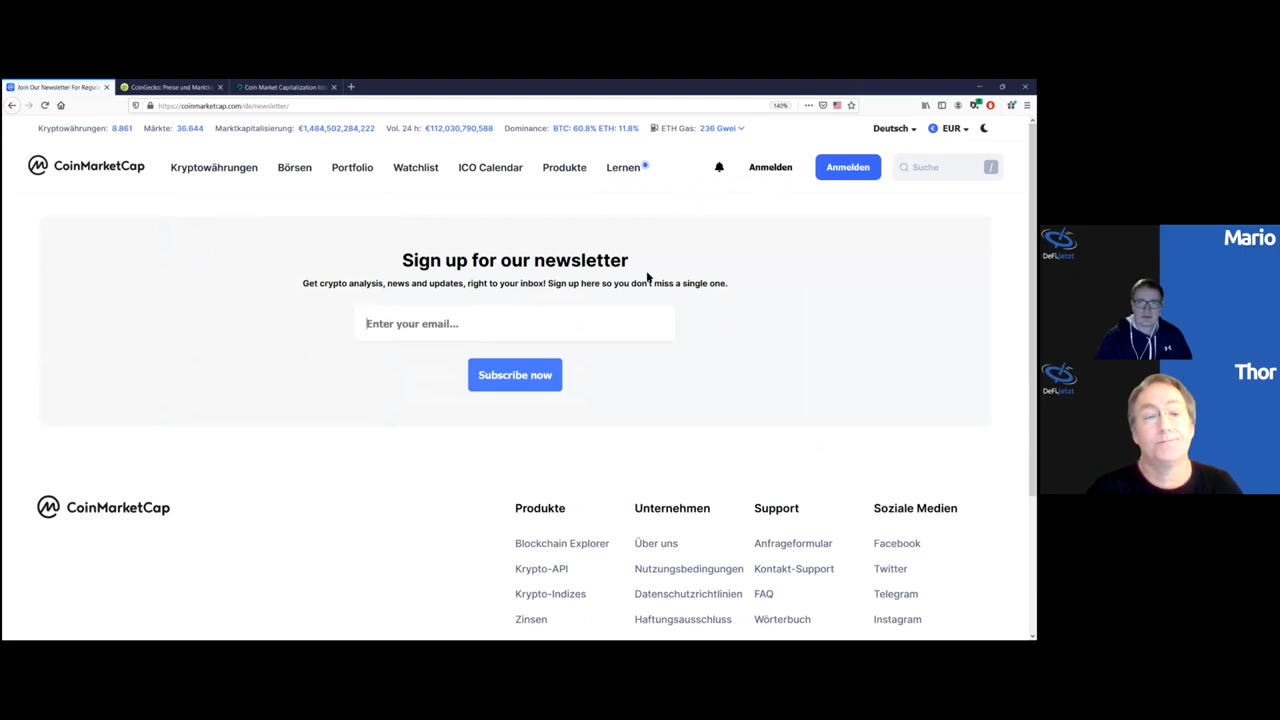 Join Our Newsletter For Regula
CoinGecko: Preise und Marktka
Coin Market Capitalization lists
https://coinmarketcap.com/de/newsletter/
140%
Kryptowährungen: 8.861 Märkte: 36.644 Marktkapitalisierung: €1,484,502,284,222 Vol. 24 h: €112,030,790,588 Dominance: BTC: 60.8% ETH: 11.8% ETH Gas: 236 Gwei
Deutsch EUR
CoinMarketCap Kryptowährungen Börsen Portfolio Watchlist ICO Calendar Produkte Lernen Anmelden Anmelden Suche /
Sign up for our newsletter
Get crypto analysis, news and updates, right to your inbox! Sign up here so you don't miss a single one.
Enter your email...
Subscribe now
CoinMarketCap
Produkte
Blockchain Explorer
Krypto-API
Krypto-Indizes
Zinsen
Unternehmen
Über uns
Nutzungsbedingungen
Datenschutzrichtlinien
Haftungsausschluss
Support
Anfrageformular
Kontakt-Support
FAQ
Wörterbuch
Soziale Medien
Facebook
Twitter
Telegram
Instagram
Mario
DeFi.jetzt
Thor
DeFi.jetzt